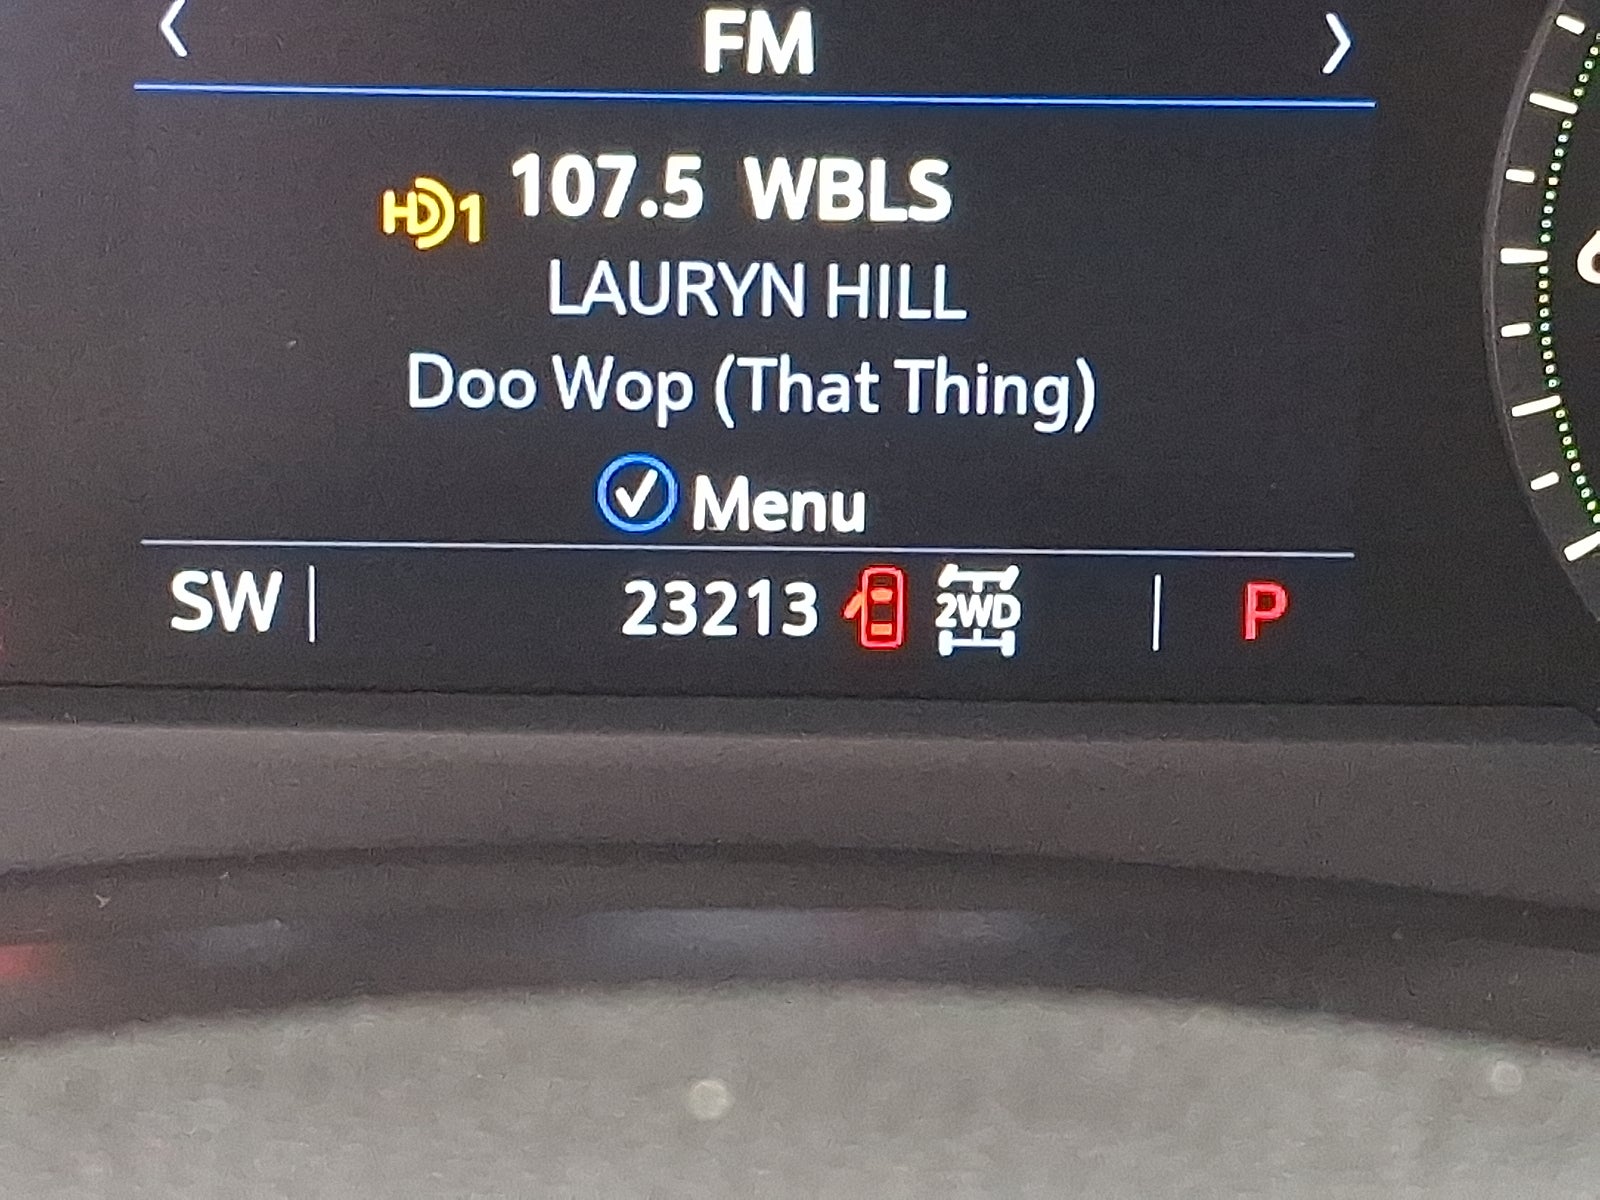 FM
HD1 107.5 WBLS
LAURYN HILL
Doo Wop (That Thing)
Menu
SW 23213 2WD P